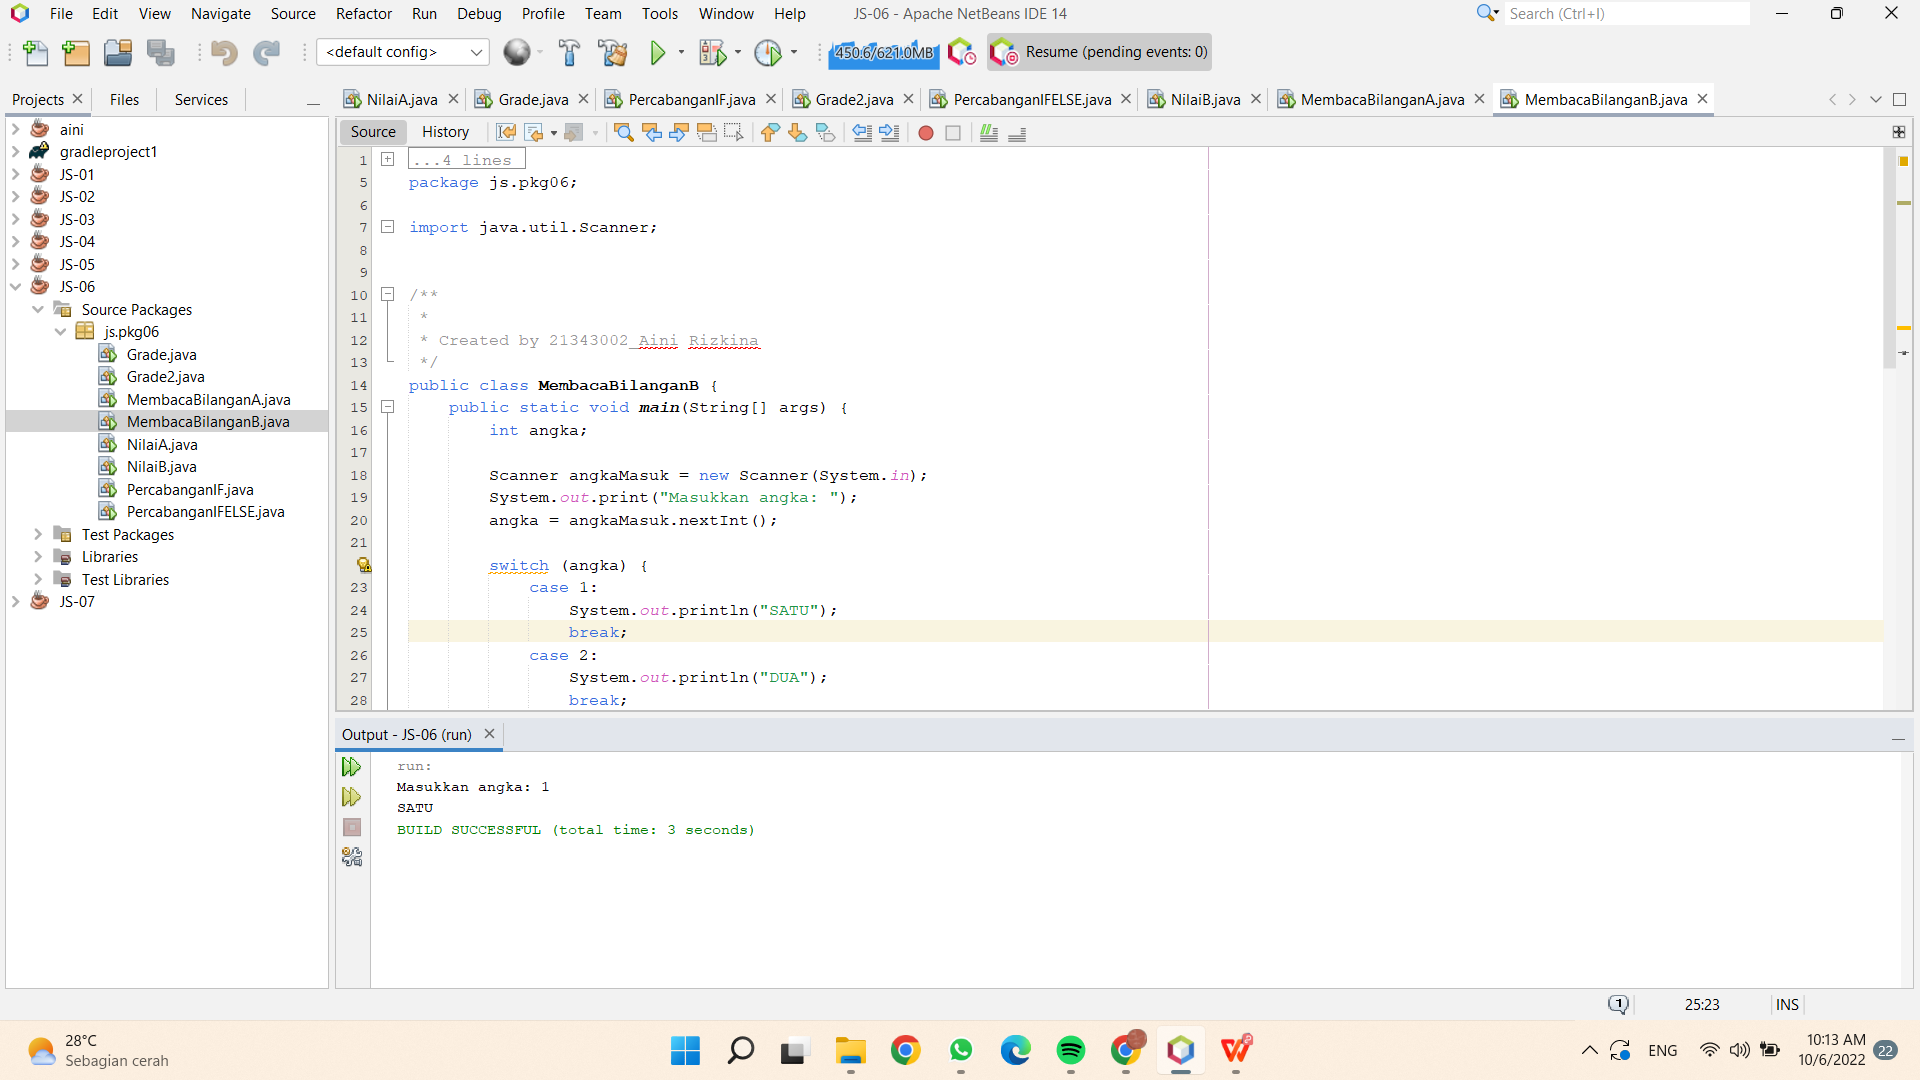 File Edit View Navigate Source Refactor Run Debug Profile Team Tools Window Help JS-06 - Apache NetBeans IDE 14 Search (Ctrl+I)
<default config> 450.6/621.0MB Resume (pending events: 0)
Projects Files Services
NilaiA.java Grade.java PercabanganIF.java Grade2.java PercabanganIFELSE.java NilaiB.java MembacaBilanganA.java MembacaBilanganB.java
aini
gradleproject1
JS-01
JS-02
JS-03
JS-04
JS-05
JS-06
Source Packages
js.pkg06
Grade.java
Grade2.java
MembacaBilanganA.java
MembacaBilanganB.java
NilaiA.java
NilaiB.java
PercabanganIF.java
PercabanganIFELSE.java
Test Packages
Libraries
Test Libraries
JS-07
Source History
1 ...4 lines
5 package js.pkg06;
6
7 import java.util.Scanner;
8
9
10 /**
11 *
12 * Created by 21343002_Aini Rizkina
13 */
14 public class MembacaBilanganB {
15 public static void main(String[] args) {
16 int angka;
17
18 Scanner angkaMasuk = new Scanner(System.in);
19 System.out.print("Masukkan angka: ");
20 angka = angkaMasuk.nextInt();
21
switch (angka) {
23 case 1:
24 System.out.println("SATU");
25 break;
26 case 2:
27 System.out.println("DUA");
28 break;
Output - JS-06 (run)
run:
Masukkan angka: 1
SATU
BUILD SUCCESSFUL (total time: 3 seconds)
1 25:23 INS
28°C
Sebagian cerah
ENG
10:13 AM
10/6/2022
22